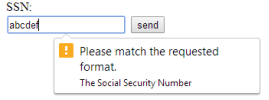 SSN:
abcdef send
Please match the requested
format.
The Social Security Number